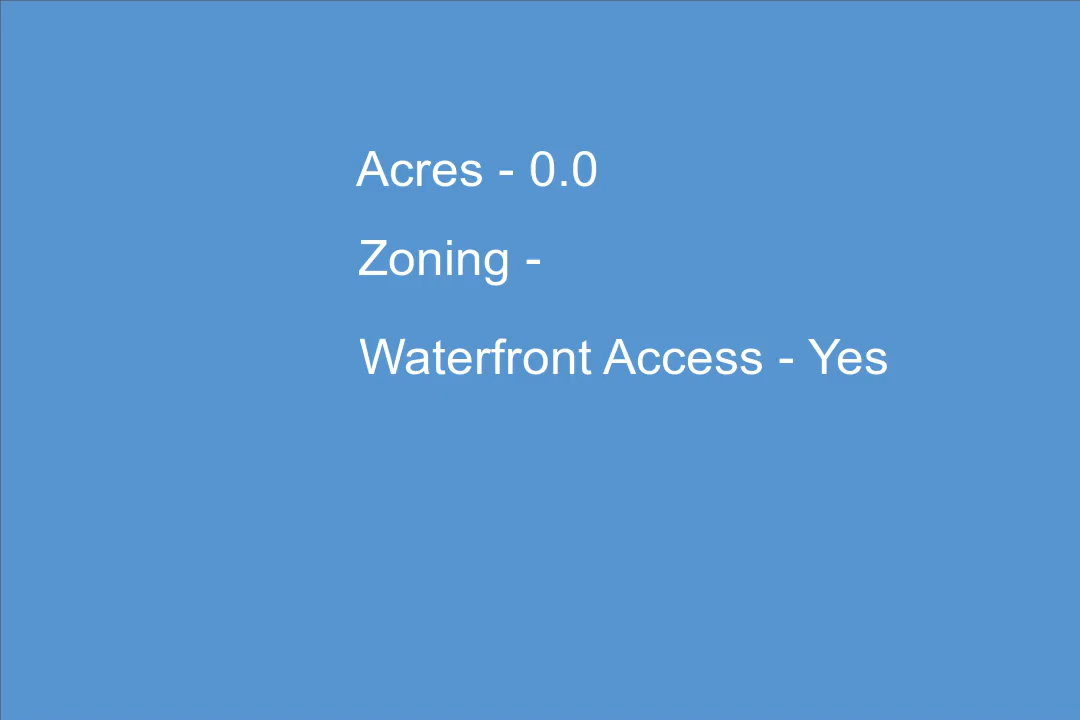 Acres - 0.0
Zoning -
Waterfront Access - Yes